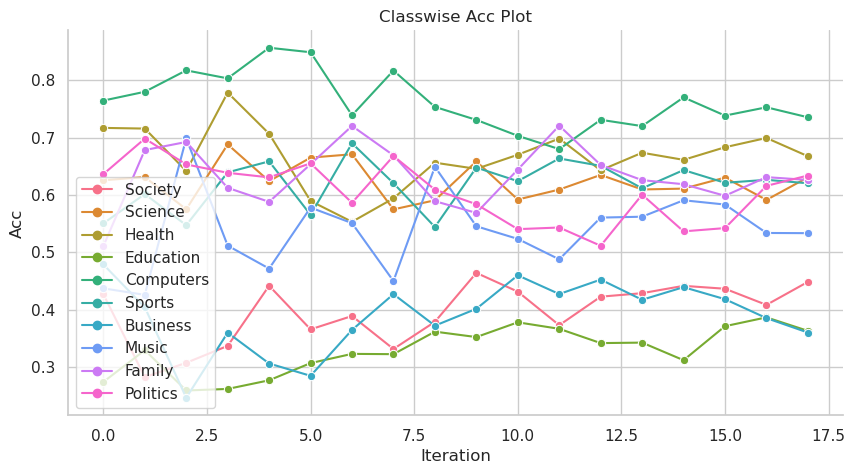 Classwise Acc Plot
Acc
0.8
0.7
0.6
0.5
0.4
0.3
Society
Science
Health
Education
Computers
Sports
Business
Music
Family
Politics
0.0 2.5 5.0 7.5 10.0 12.5 15.0 17.5
Iteration